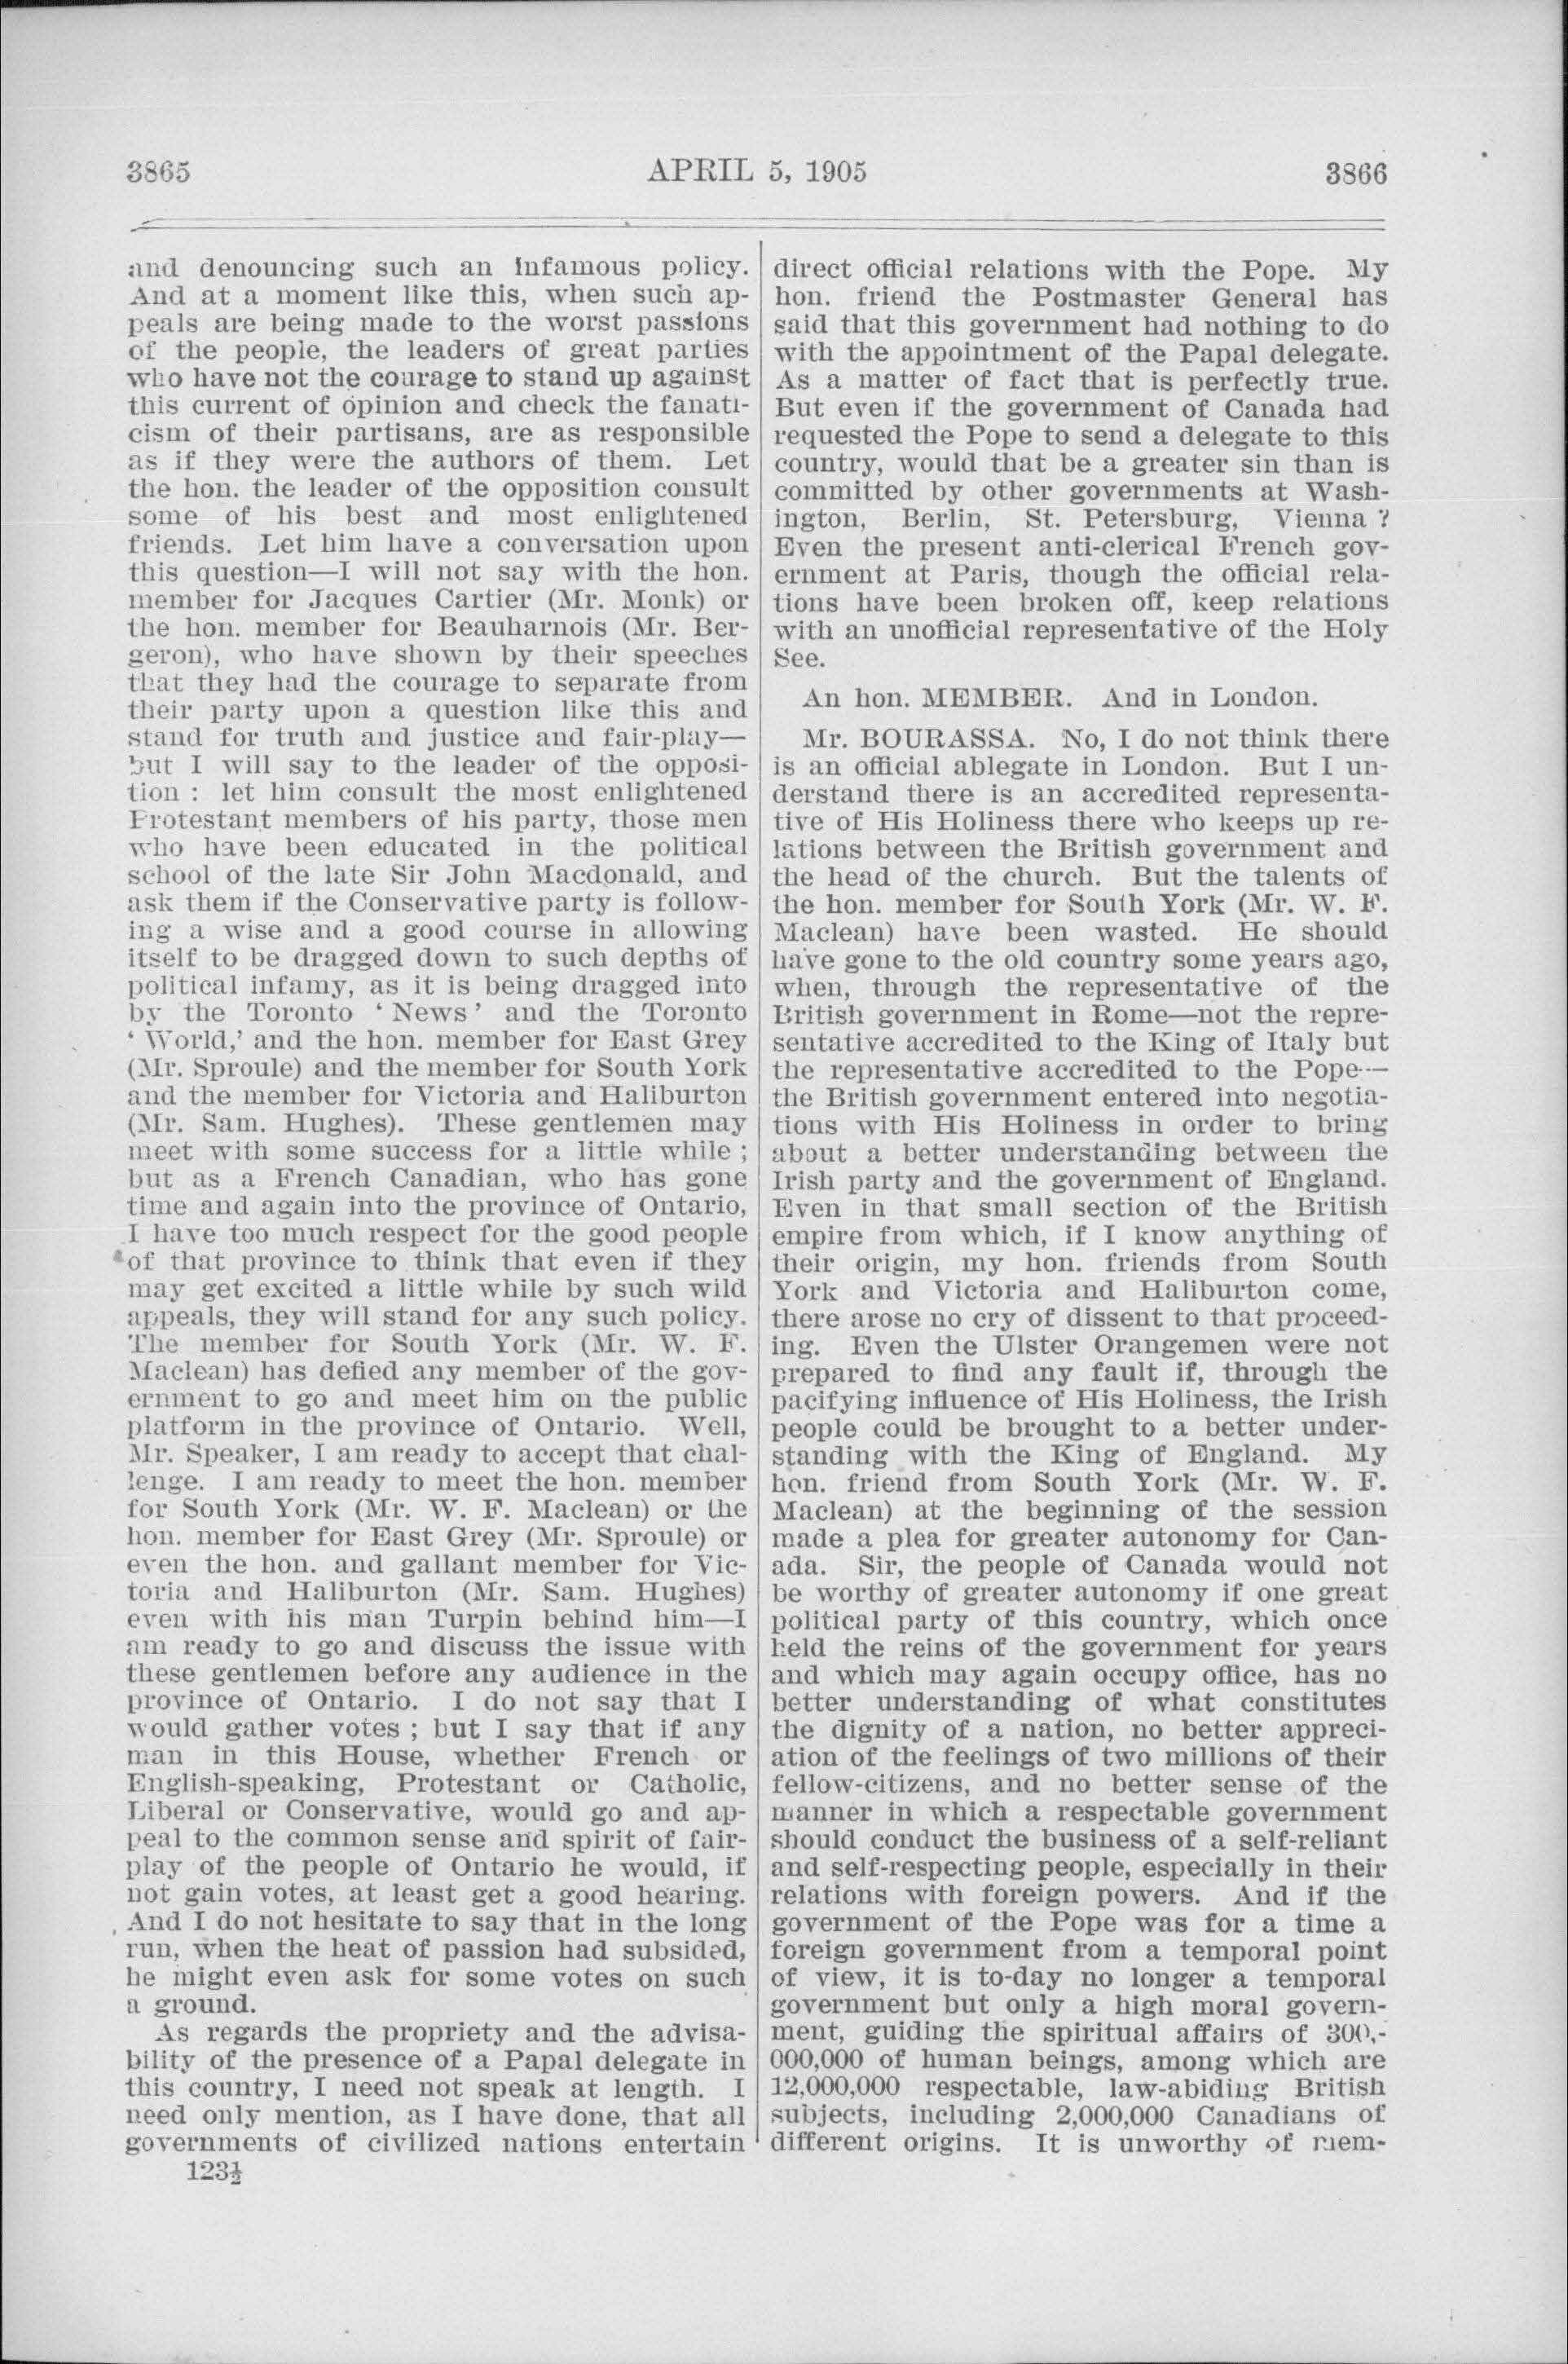 3865
APRIL 5, 1905
3866
and denouncing such an infamous policy.
And at a moment like this, when such ap-
peals are being made to the worst passions
of the people, the leaders of great parties
who have not the courage to stand up against
this current of opinion and check the fanati-
cism of their partisans, are as responsible
as if they were the authors of them. Let
the hon. the leader of the opposition consult
some of his best and most enlightened
friends. Let him have a conversation upon
this question—I will not say with the hon.
member for Jacques Cartier (Mr. Monk) or
the hon. member for Beauharnois (Mr. Ber-
geron), who have shown by their speeches
that they had the courage to separate from
their party upon a question like this and
stand for truth and justice and fair-play—
but I will say to the leader of the opposi-
tion : let him consult the most enlightened
Protestant members of his party, those men
who have been educated in the political
school of the late Sir John Macdonald, and
ask them if the Conservative party is follow-
ing a wise and a good course in allowing
itself to be dragged down to such depths of
political infamy, as it is being dragged into
by the Toronto ‘ News ’ and the Toronto
‘ World,’ and the hon. member for East Grey
(Mr. Sproule) and the member for South York
and the member for Victoria and Haliburton
(Mr. Sam. Hughes). These gentlemen may
meet with some success for a little while ;
but as a French Canadian, who has gone
time and again into the province of Ontario,
I have too much respect for the good people
of that province to think that even if they
may get excited a little while by such wild
appeals, they will stand for any such policy.
The member for South York (Mr. W. F.
Maclean) has defied any member of the gov-
ernment to go and meet him on the public
platform in the province of Ontario. Well,
Mr. Speaker, I am ready to accept that chal-
lenge. I am ready to meet the hon. member
for South York (Mr. W. F. Maclean) or the
hon. member for East Grey (Mr. Sproule) or
even the hon. and gallant member for Vic-
toria and Haliburton (Mr. Sam. Hughes)
even with his man Turpin behind him—I
am ready to go and discuss the issue with
these gentlemen before any audience in the
province of Ontario. I do not say that I
would gather votes ; but I say that if any
man in this House, whether French or
English-speaking, Protestant or Catholic,
Liberal or Conservative, would go and ap-
peal to the common sense and spirit of fair-
play of the people of Ontario he would, if
not gain votes, at least get a good hearing.
And I do not hesitate to say that in the long
run, when the heat of passion had subsided,
he might even ask for some votes on such
a ground.
As regards the propriety and the advisa-
bility of the presence of a Papal delegate in
this country, I need not speak at length. I
need only mention, as I have done, that all
governments of civilized nations entertain
123½
direct official relations with the Pope. My
hon. friend the Postmaster General has
said that this government had nothing to do
with the appointment of the Papal delegate.
As a matter of fact that is perfectly true.
But even if the government of Canada had
requested the Pope to send a delegate to this
country, would that be a greater sin than is
committed by other governments at Wash-
ington, Berlin, St. Petersburg, Vienna ?
Even the present anti-clerical French gov-
ernment at Paris, though the official rela-
tions have been broken off, keep relations
with an unofficial representative of the Holy
See.
An hon. MEMBER. And in London.
Mr. BOURASSA. No, I do not think there
is an official ablegate in London. But I un-
derstand there is an accredited representa-
tive of His Holiness there who keeps up re-
lations between the British government and
the head of the church. But the talents of
the hon. member for South York (Mr. W. F.
Maclean) have been wasted. He should
have gone to the old country some years ago,
when, through the representative of the
British government in Rome—not the repre-
sentative accredited to the King of Italy but
the representative accredited to the Pope—
the British government entered into negotia-
tions with His Holiness in order to bring
about a better understanding between the
Irish party and the government of England.
Even in that small section of the British
empire from which, if I know anything of
their origin, my hon. friends from South
York and Victoria and Haliburton come,
there arose no cry of dissent to that proceed-
ing. Even the Ulster Orangemen were not
prepared to find any fault if, through the
pacifying influence of His Holiness, the Irish
people could be brought to a better under-
standing with the King of England. My
hon. friend from South York (Mr. W. F.
Maclean) at the beginning of the session
made a plea for greater autonomy for Can-
ada. Sir, the people of Canada would not
be worthy of greater autonomy if one great
political party of this country, which once
held the reins of the government for years
and which may again occupy office, has no
better understanding of what constitutes
the dignity of a nation, no better appreci-
ation of the feelings of two millions of their
fellow-citizens, and no better sense of the
manner in which a respectable government
should conduct the business of a self-reliant
and self-respecting people, especially in their
relations with foreign powers. And if the
government of the Pope was for a time a
foreign government from a temporal point
of view, it is to-day no longer a temporal
government but only a high moral govern-
ment, guiding the spiritual affairs of 300,-
000,000 of human beings, among which are
12,000,000 respectable, law-abiding British
subjects, including 2,000,000 Canadians of
different origins. It is unworthy of mem-